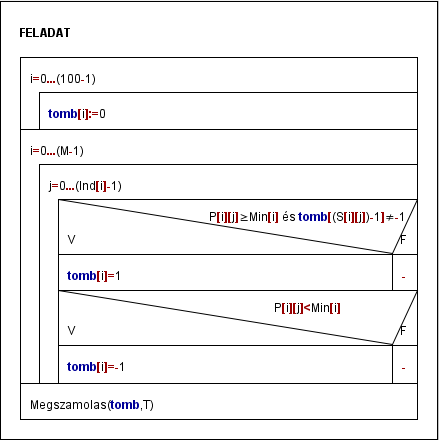 FELADAT
i=0...(100-1)
tomb[i]:=0
i=0...(M-1)
j=0...(Ind[i]-1)
P[i][j]≥Min[i] és tomb[(S[i][j])-1]≠-1
V F
tomb[i]=1 -
P[i][j]<Min[i]
V F
tomb[i]=-1 -
Megszamolas(tomb,T)